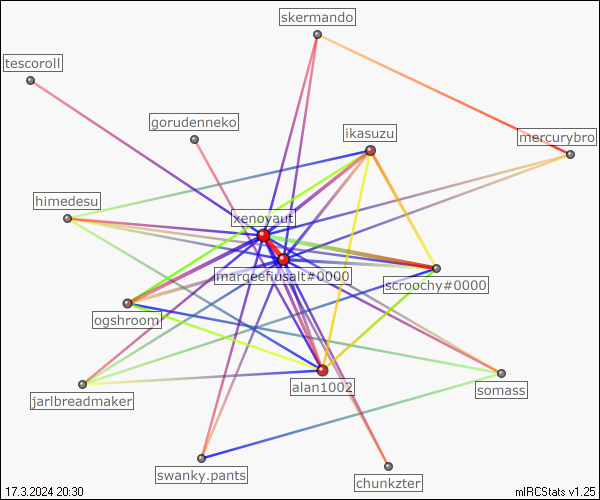 skermando
tescoroll
gorudenneko
ikasuzu
mercurybro
himedesu
xenoyaut
marqeefiusalt#0000
scroochy#0000
ogshroom
alan1002
somass
jarlbreadmaker
swanky.pants
chunkzter
17.3.2024 20:30
mIRCStats v1.25